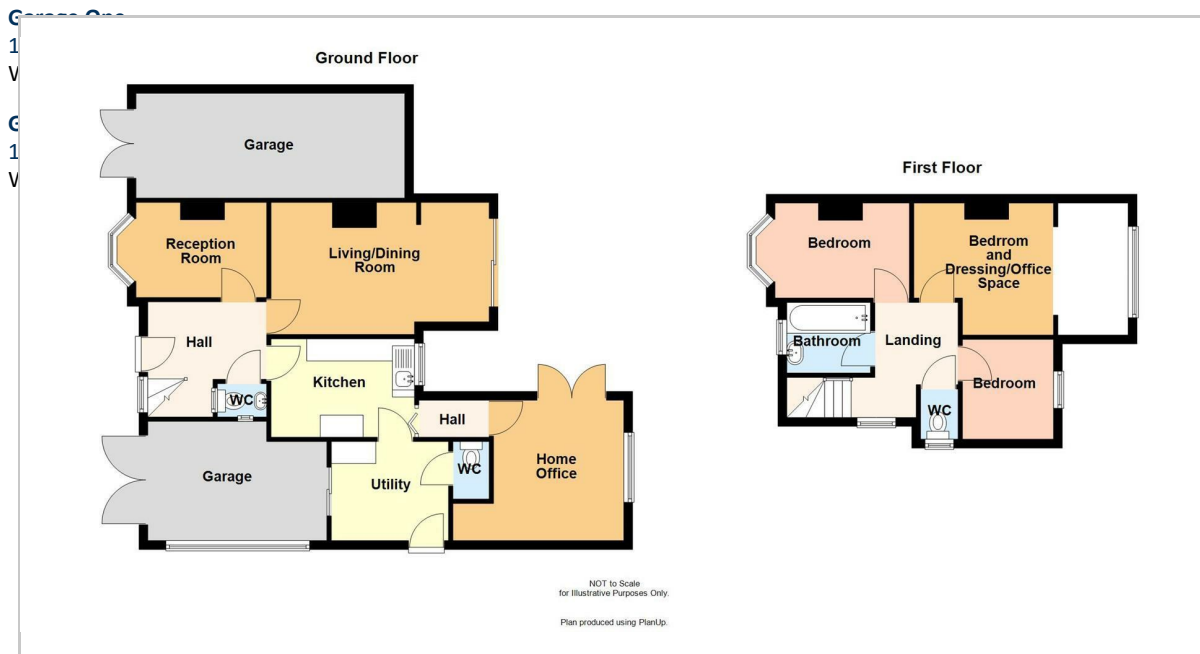 Ground Floor
Garage
Reception
Room
Living/Dining
Room
Hall
Kitchen
WC
Hall
Garage
Utility
WC
Home
Office
First Floor
Bedroom
Bedrrom
and
Dressing/Office
Space
Bathroom
Landing
Bedroom
WC
NOT to Scale
for Illustrative Purposes Only.
Plan produced using PlanUp.